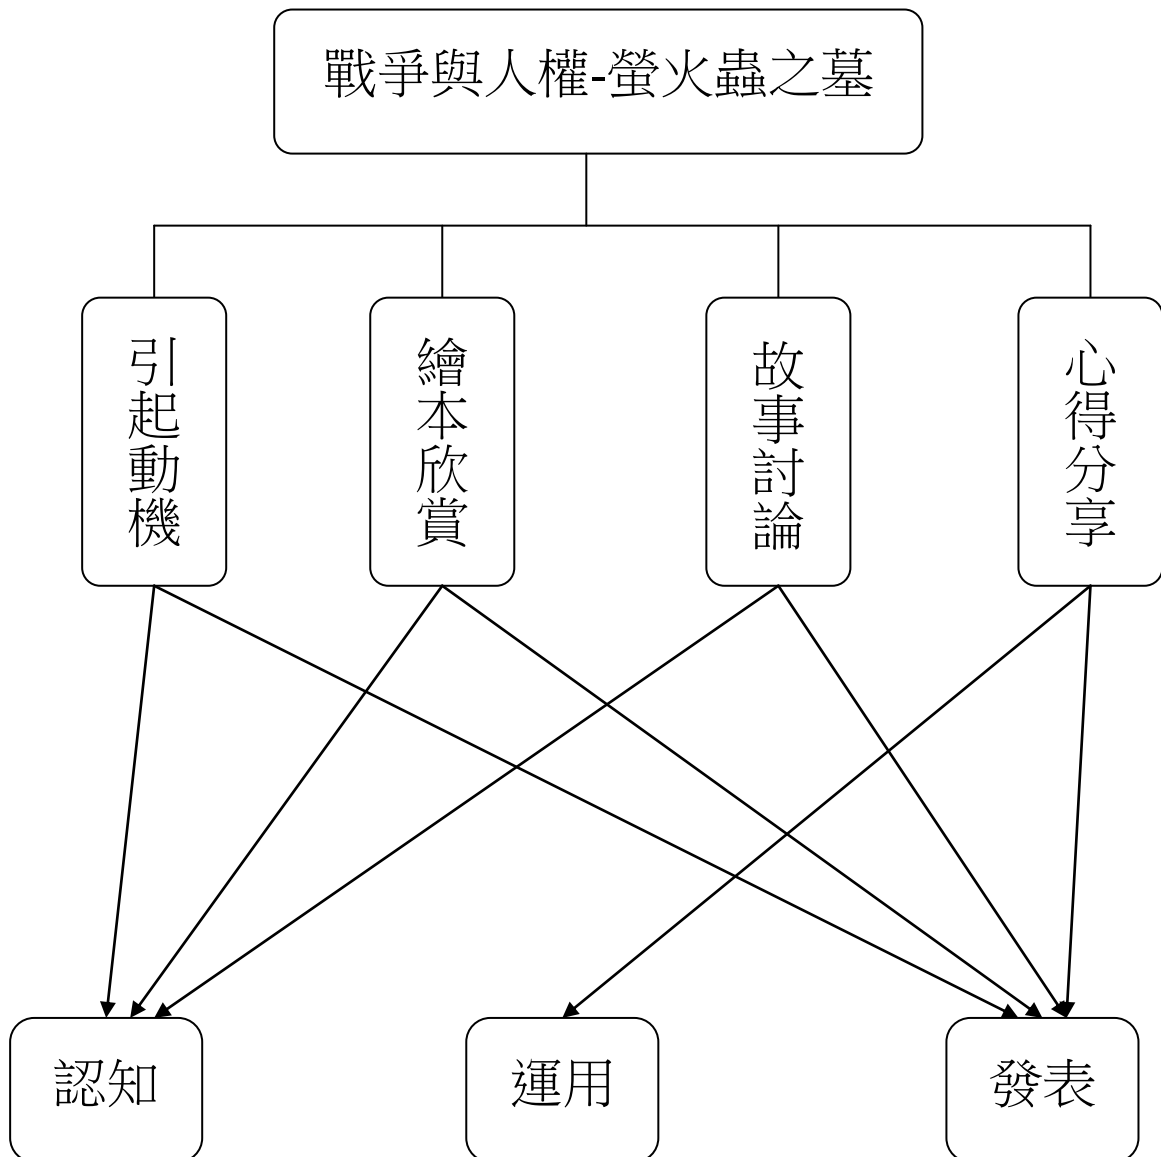 戰爭與人權-螢火蟲之墓
引起動機
繪本欣賞
故事討論
心得分享
認知
運用
發表